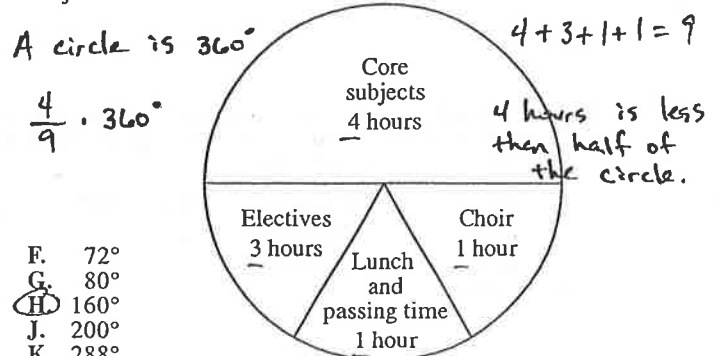 A circle is 360°
4/9 · 360°
4+3+1+1=9
4 hours is less
than half of
the circle.
Core
subjects
4 hours
Electives
3 hours
Choir
1 hour
Lunch
and
passing time
1 hour
F. 72°
G. 80°
H. 160°
J. 200°
K. 288°